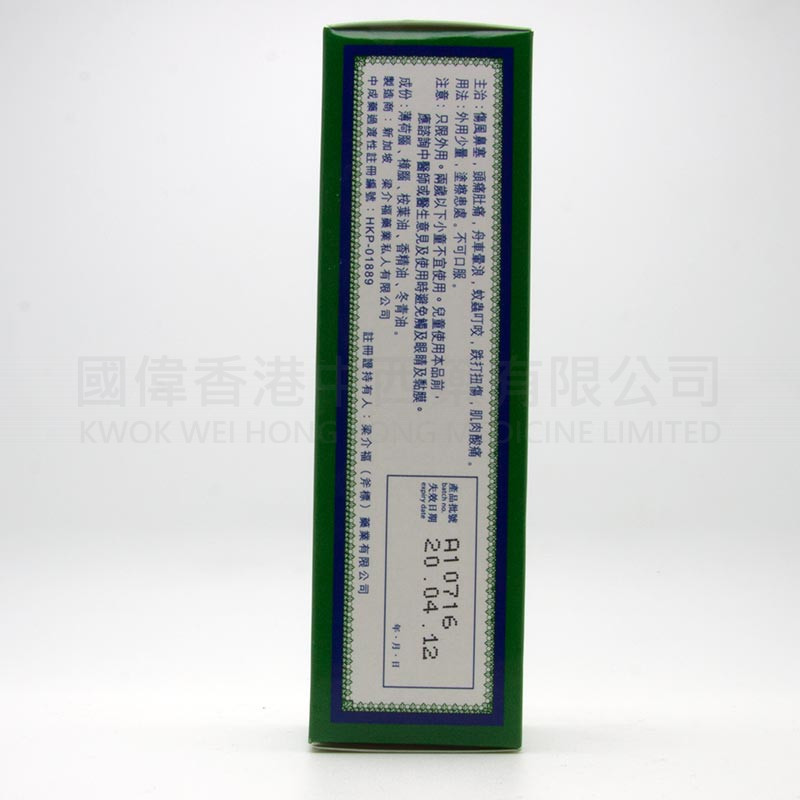 主治:傷風鼻塞,頭痛肚痛,舟車暈浪,蚊蟲叮咬,跌打扭傷,肌肉酸痛。
用法:外用少量,塗擦患處。不可口服。
注意:只限外用。兩歲以下小童不宜使用。兒童使用本品前,
應諮詢中醫師或醫生意見及使用時避免觸及眼睛及黏膜。
成份:薄荷腦、樟腦、桉葉油、香精油、冬青油。
製造商:新加坡 梁介福藥業私人有限公司
中成藥過渡性註冊編號:HKP-01889
註冊證持有人:梁介福(斧標)藥業有限公司
產品批號
batch no.
A10716
失效日期
expiry date
20.04.12
年.月.日
國偉香港中西藥有限公司
KWOK WEI HONG KONG MEDICINE LIMITED